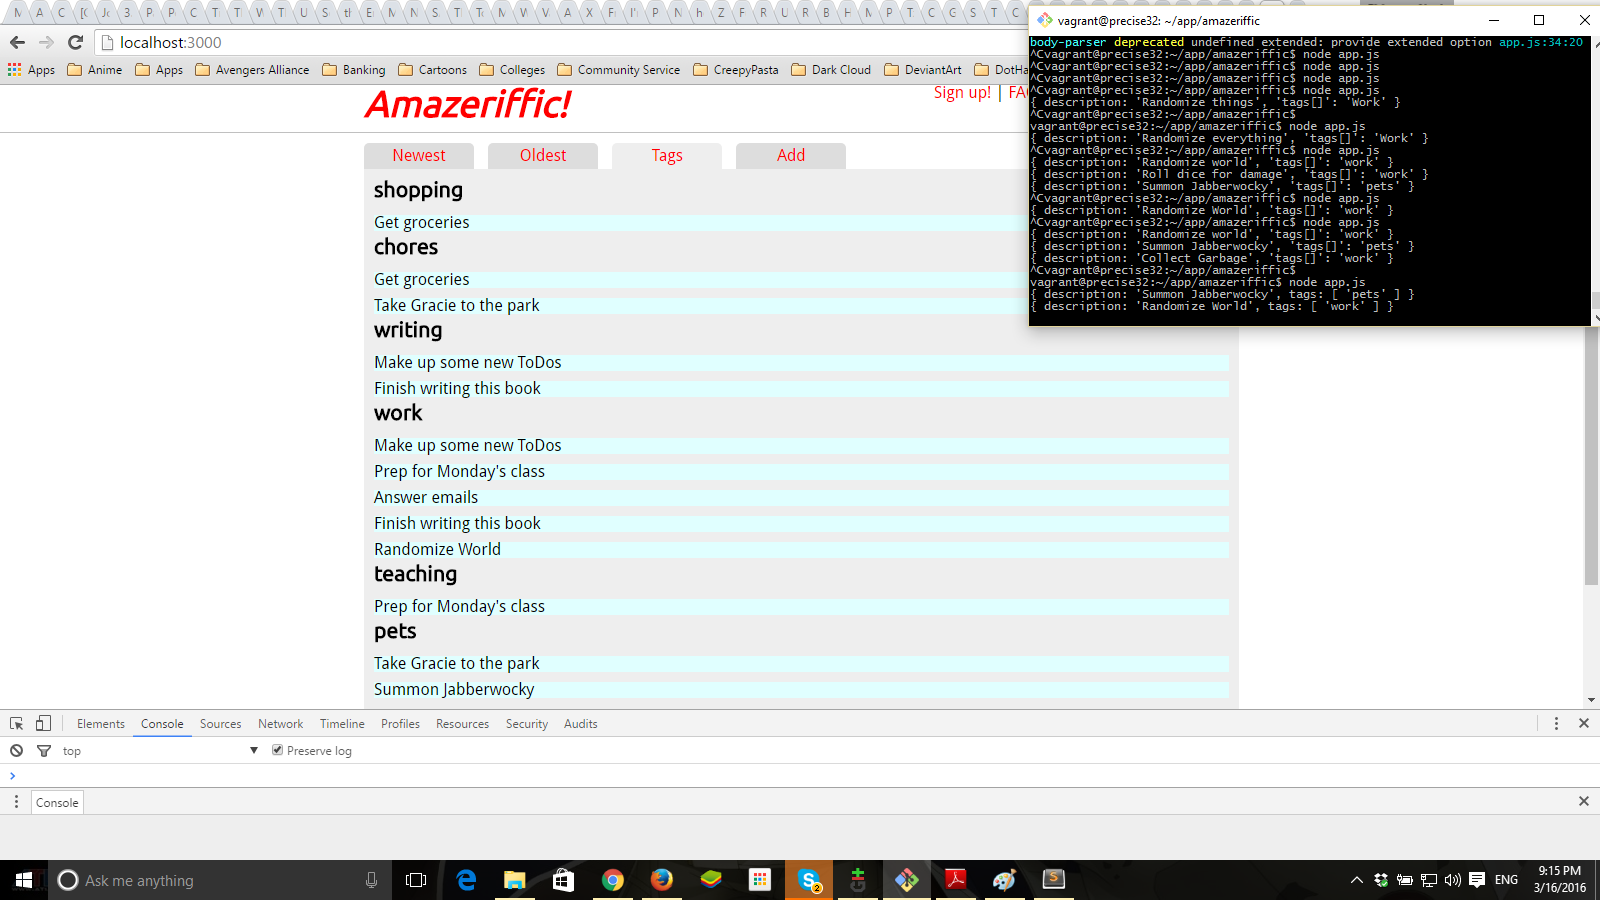 localhost:3000
Apps Anime Apps Avengers Alliance Banking Cartoons Colleges Community Service CreepyPasta Dark Cloud DeviantArt DotHa
Amazeriffic!
Sign up! | FA
Newest Oldest Tags Add
shopping
Get groceries
chores
Get groceries
Take Gracie to the park
writing
Make up some new ToDos
Finish writing this book
work
Make up some new ToDos
Prep for Monday's class
Answer emails
Finish writing this book
Randomize World
teaching
Prep for Monday's class
pets
Take Gracie to the park
Summon Jabberwocky
vagrant@precise32: ~/app/amazeriffic
body-parser deprecated undefined extended: provide extended option app.js:34:20
^Cvagrant@precise32:~/app/amazeriffic$ node app.js
^Cvagrant@precise32:~/app/amazeriffic$ node app.js
^Cvagrant@precise32:~/app/amazeriffic$ node app.js
^Cvagrant@precise32:~/app/amazeriffic$ node app.js
{ description: 'Randomize things', 'tags[]': 'Work' }
^Cvagrant@precise32:~/app/amazeriffic$
vagrant@precise32:~/app/amazeriffic$ node app.js
{ description: 'Randomize everything', 'tags[]': 'Work' }
^Cvagrant@precise32:~/app/amazeriffic$ node app.js
{ description: 'Randomize world', 'tags[]': 'work' }
{ description: 'Roll dice for damage', 'tags[]': 'work' }
{ description: 'Summon Jabberwocky', 'tags[]': 'pets' }
^Cvagrant@precise32:~/app/amazeriffic$ node app.js
{ description: 'Randomize World', 'tags[]': 'work' }
^Cvagrant@precise32:~/app/amazeriffic$ node app.js
{ description: 'Randomize world', 'tags[]': 'work' }
{ description: 'Summon Jabberwocky', 'tags[]': 'pets' }
{ description: 'Collect Garbage', 'tags[]': 'work' }
^Cvagrant@precise32:~/app/amazeriffic$
vagrant@precise32:~/app/amazeriffic$ node app.js
{ description: 'Summon Jabberwocky', tags: [ 'pets' ] }
{ description: 'Randomize World', tags: [ 'work' ] }
Elements Console Sources Network Timeline Profiles Resources Security Audits
top Preserve log
Console
Ask me anything
2
ENG
9:15 PM
3/16/2016